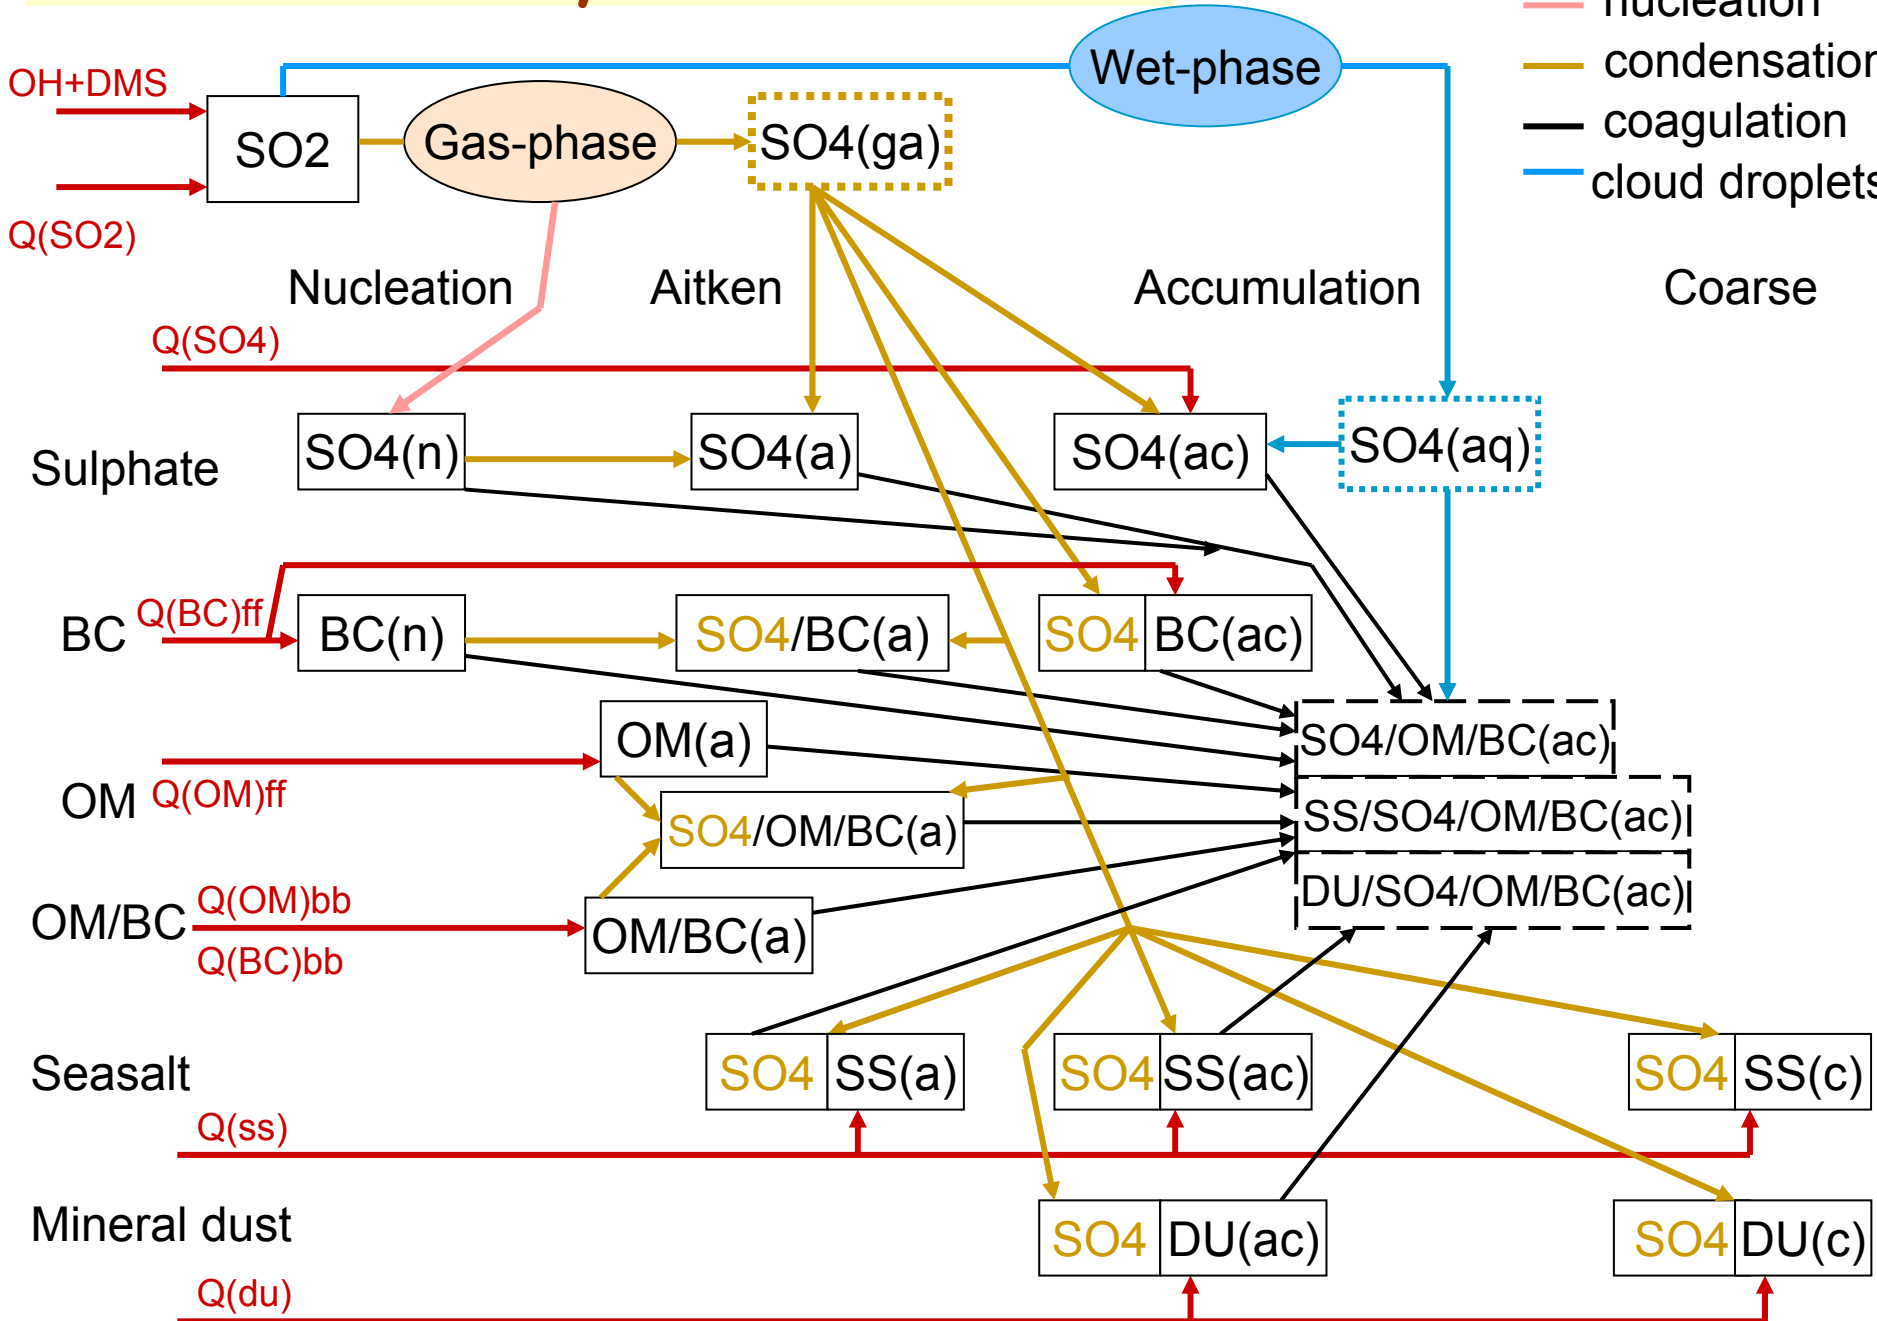 nucleation
OH+DMS
Wet-phase
condensation
SO2
Gas-phase
SO4(ga)
coagulation
cloud droplets
Q(SO2)
Nucleation
Aitken
Accumulation
Coarse
Q(SO4)
Sulphate
SO4(n)
SO4(a)
SO4(ac)
SO4(aq)
BC
Q(BC)ff
BC(n)
SO4/BC(a)
SO4
BC(ac)
OM(a)
SO4/OM/BC(ac)
OM
Q(OM)ff
SO4/OM/BC(a)
SS/SO4/OM/BC(ac)
DU/SO4/OM/BC(ac)
OM/BC
Q(OM)bb
Q(BC)bb
OM/BC(a)
Seasalt
SO4
SS(a)
SO4
SS(ac)
SO4
SS(c)
Q(ss)
Mineral dust
SO4
DU(ac)
SO4
DU(c)
Q(du)